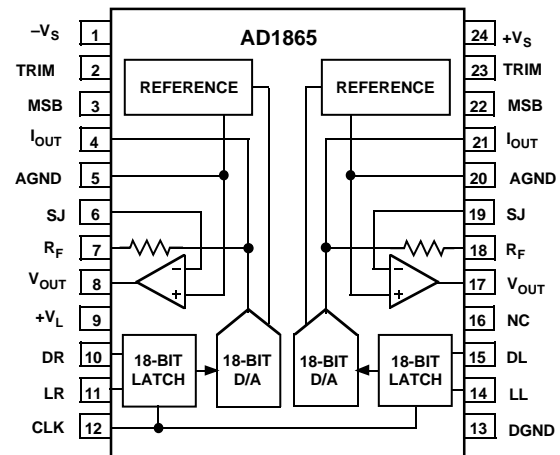 AD1865
–VS 1
TRIM 2
MSB 3
IOUT 4
AGND 5
SJ 6
RF 7
VOUT 8
+VL 9
DR 10
LR 11
CLK 12
24 +VS
23 TRIM
22 MSB
21 IOUT
20 AGND
19 SJ
18 RF
17 VOUT
16 NC
15 DL
14 LL
13 DGND
REFERENCE
REFERENCE
–
+
–
+
18-BIT
LATCH
18-BIT
D/A
18-BIT
D/A
18-BIT
LATCH